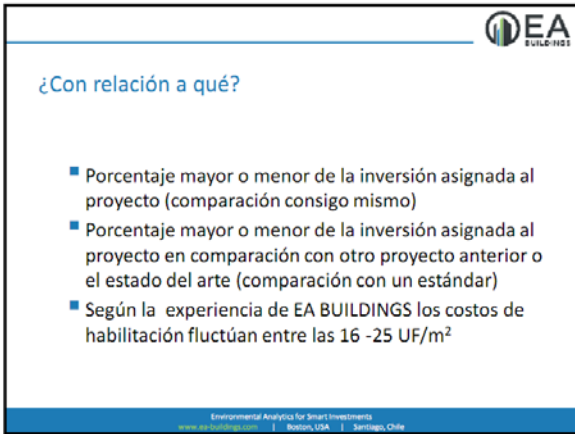 EA
BUILDINGS
¿Con relación a qué?
Porcentaje mayor o menor de la inversión asignada al
proyecto (comparación consigo mismo)
Porcentaje mayor o menor de la inversión asignada al
proyecto en comparación con otro proyecto anterior o
el estado del arte (comparación con un estándar)
Según la experiencia de EA BUILDINGS los costos de
habilitación fluctúan entre las 16 -25 UF/m²
Environmental Analytics for Smart Investments
www.ea-buildings.com | Boston, USA | Santiago, Chile